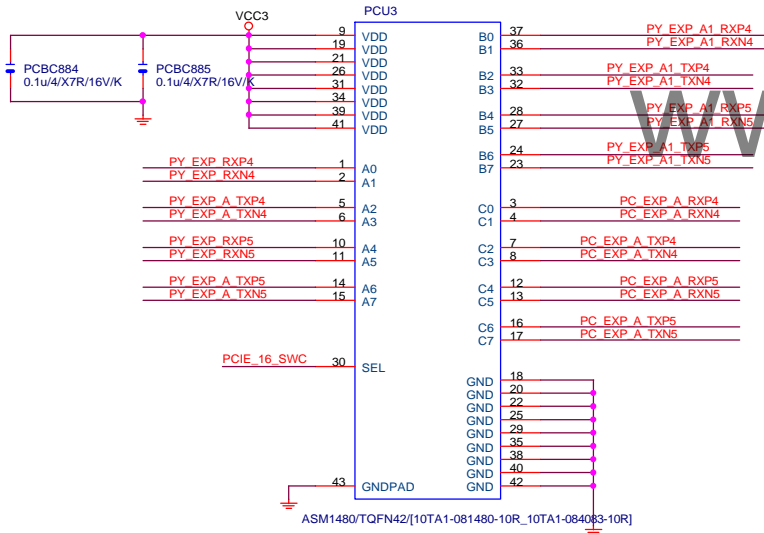 PCU3
VCC3
PCBC884
0.1u/4/X7R/16V/K
PCBC885
0.1u/4/X7R/16V/K
9 VDD
19 VDD
21 VDD
26 VDD
31 VDD
34 VDD
39 VDD
41 VDD
PY_EXP_RXP4 1 A0
PY_EXP_RXN4 2 A1
PY_EXP_A_TXP4 5 A2
PY_EXP_A_TXN4 6 A3
PY_EXP_RXP5 10 A4
PY_EXP_RXN5 11 A5
PY_EXP_A_TXP5 14 A6
PY_EXP_A_TXN5 15 A7
PCIE_16_SWC 30 SEL
43 GNDPAD
B0 37 PY_EXP_A1_RXP4
B1 36 PY_EXP_A1_RXN4
B2 33 PY_EXP_A1_TXP4
B3 32 PY_EXP_A1_TXN4
B4 28 PY_EXP_A1_RXP5
B5 27 PY_EXP_A1_RXN5
B6 24 PY_EXP_A1_TXP5
B7 23 PY_EXP_A1_TXN5
C0 3 PC_EXP_A_RXP4
C1 4 PC_EXP_A_RXN4
C2 7 PC_EXP_A_TXP4
C3 8 PC_EXP_A_TXN4
C4 12 PC_EXP_A_RXP5
C5 13 PC_EXP_A_RXN5
C6 16 PC_EXP_A_TXP5
C7 17 PC_EXP_A_TXN5
GND 18
GND 20
GND 22
GND 25
GND 29
GND 35
GND 38
GND 40
GND 42
ASM1480/TQFN42/[10TA1-081480-10R_10TA1-084083-10R]